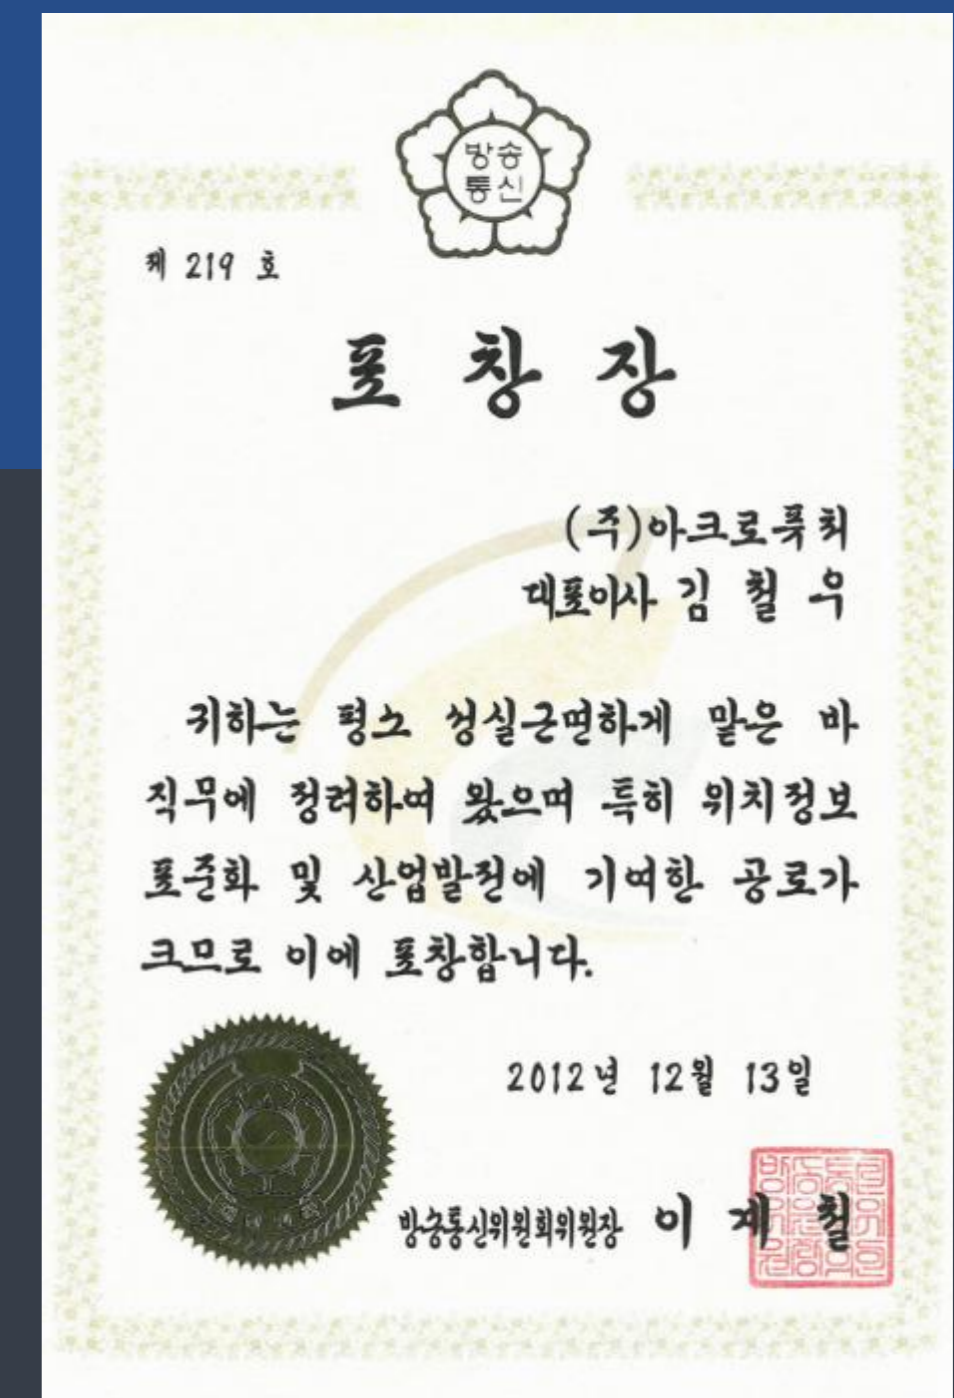 방송
통신
제 219 호
표 창 장
(주)
대표이사 김 철 우
귀하는 평소 성실근면하게 맡은 바
직무에 정려하여 왔으며 특히 위치정보
표준화 및 산업발전에 기여한 공로가
크므로 이에 표창합니다.
2012년 12월 13일
방송통신위원회위원장 이 계 철